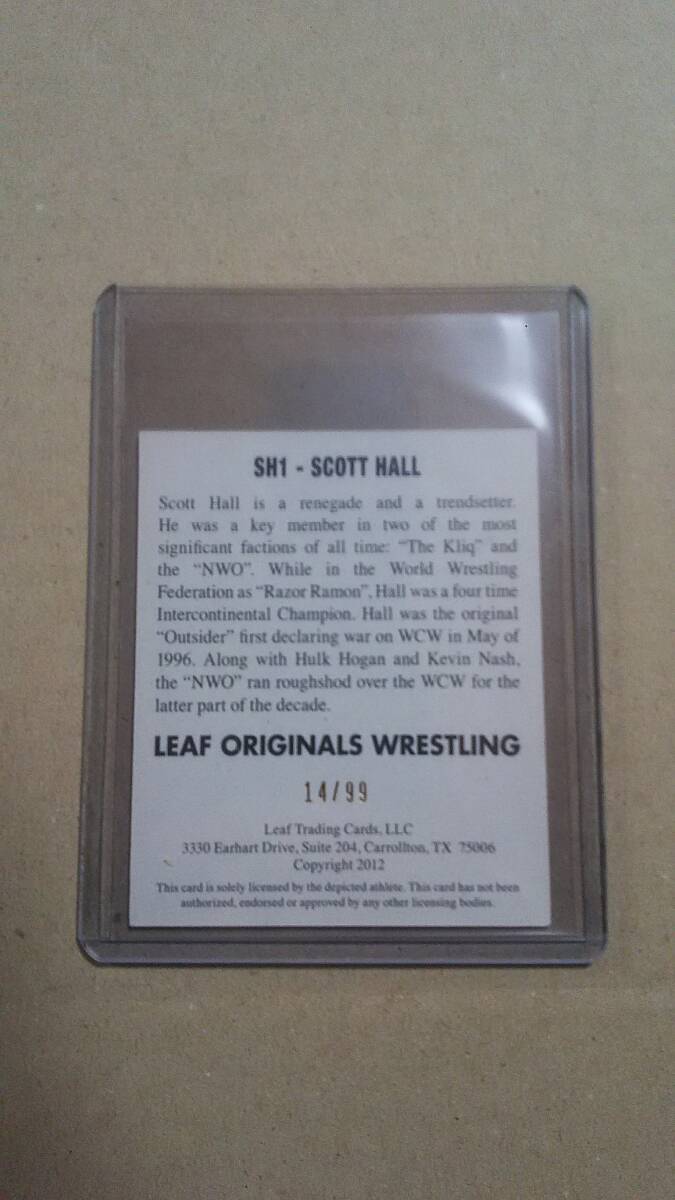 SH1 - SCOTT HALL
Scott Hall is a renegade and a trendsetter.
He was a key member in two of the most
significant factions of all time: "The Kliq" and
the "NWO". While in the World Wrestling
Federation as "Razor Ramon", Hall was a four time
Intercontinental Champion. Hall was the original
"Outsider" first declaring war on WCW in May of
1996. Along with Hulk Hogan and Kevin Nash,
the "NWO" ran roughshod over the WCW for the
latter part of the decade.
LEAF ORIGINALS WRESTLING
14/99
Leaf Trading Cards, LLC
3330 Earhart Drive, Suite 204, Carrollton, TX 75006
Copyright 2012
This card is solely licensed by the depicted athlete. This card has not been
authorized, endorsed or approved by any other licensing bodies.